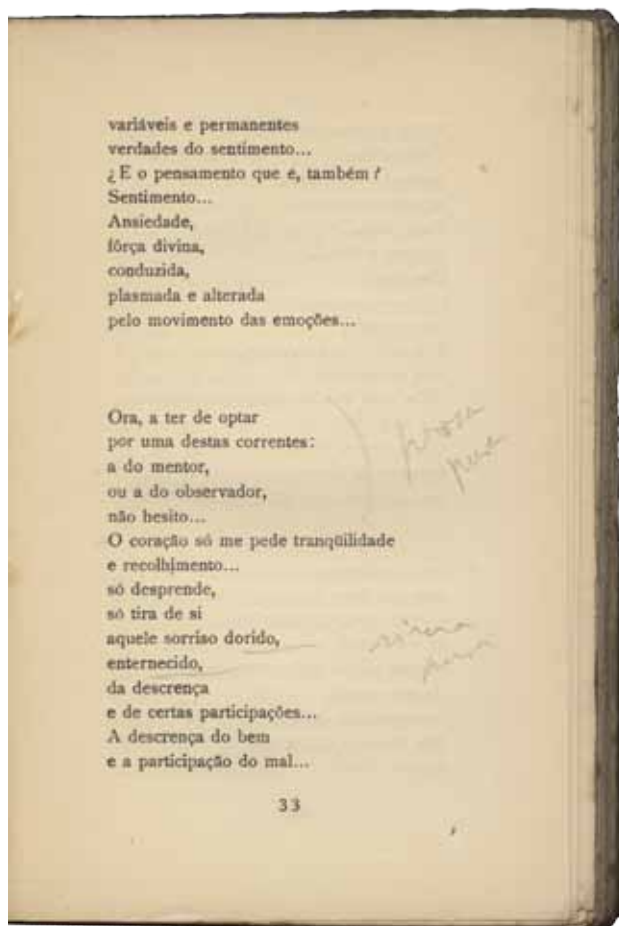 variáveis e permanentes
verdades do sentimento...
¿E o pensamento que é, também?
Sentimento...
Ansiedade,
fôrça divina,
conduzida,
plasmada e alterada
pelo movimento das emoções...
Ora, a ter de optar
por uma destas correntes:
a do mentor,
ou a do observador,
não hesito...
O coração só me pede tranqüilidade
e recolhimento...
só desprende,
só tira de si
aquele sorriso dorido,
enternecido,
da descrença
e de certas participações...
A descrença do bem
e a participação do mal...
prosa
pura
33